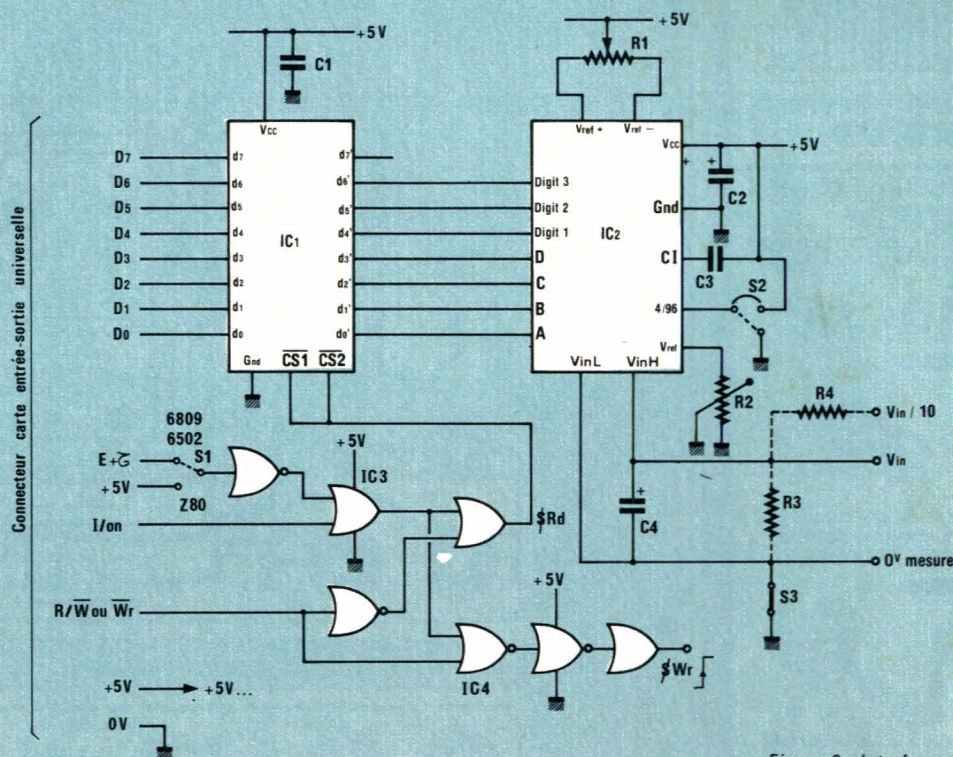 +5V
C1
+5V
R1
Vcc
Vref +
Vref −
Vcc
+5V
+
+
C2
Gnd
CI
C3
S2
4/96
Vref
R2
VinL
VinH
IC2
Digit 3
Digit 2
Digit 1
D
C
B
A
D7
D6
D5
D4
D3
D2
D1
D0
d7
d6
d5
d4
d3
d2
d1
d0
d7'
d6'
d5'
d4'
d3'
d2'
d1'
d0'
IC1
Gnd
CS1
CS2
Connecteur carte entrée-sortie universelle
6809
6502
S1
+5V
Z80
I/on
+5V
IC3
$Rd
R/W ou Wr
IC4
+5V
$Wr
+5V
+5V...
0V
R4
Vin / 10
Vin
+
C4
R3
0V mesure
S3